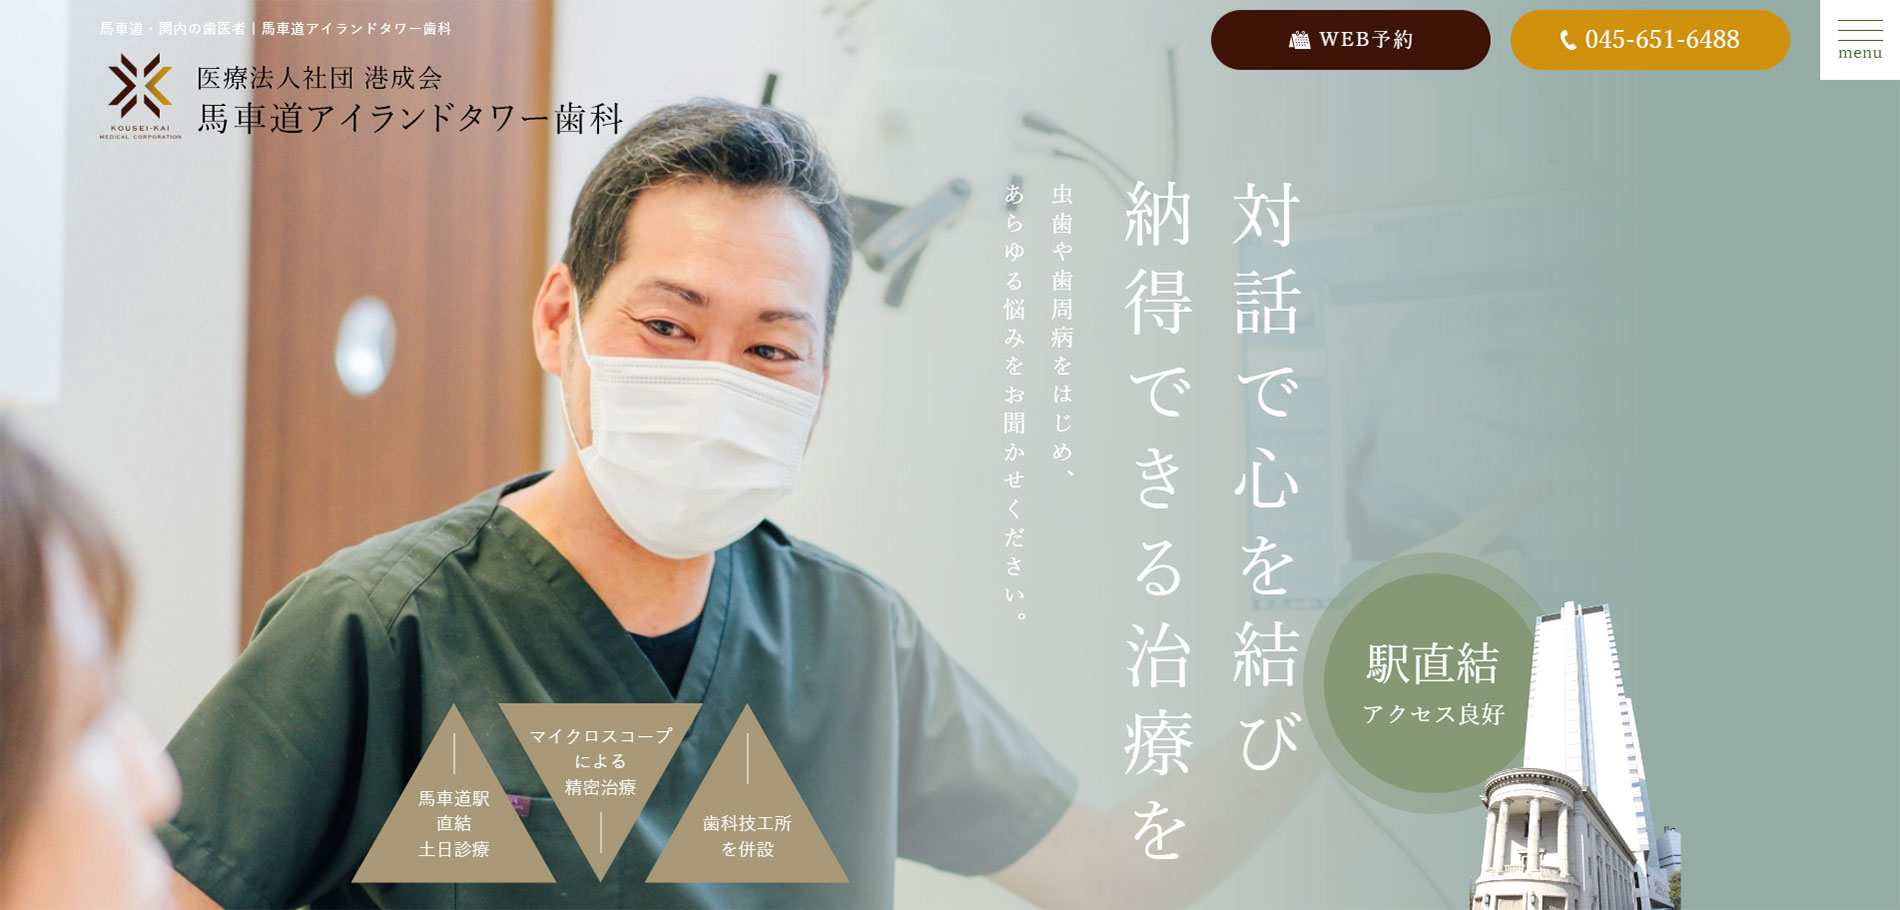 馬車道・関内の歯医者｜馬車道アイランドタワー歯科
KOUSEI-KAI
MEDICAL CORPORATION
医療法人社団 港成会
馬車道アイランドタワー歯科
WEB予約
045-651-6488
menu
対話で心を結び
納得できる治療を
虫歯や歯周病をはじめ、
あらゆる悩みをお聞かせください。
駅直結
アクセス良好
馬車道駅
直結
土日診療
マイクロスコープ
による
精密治療
歯科技工所
を併設